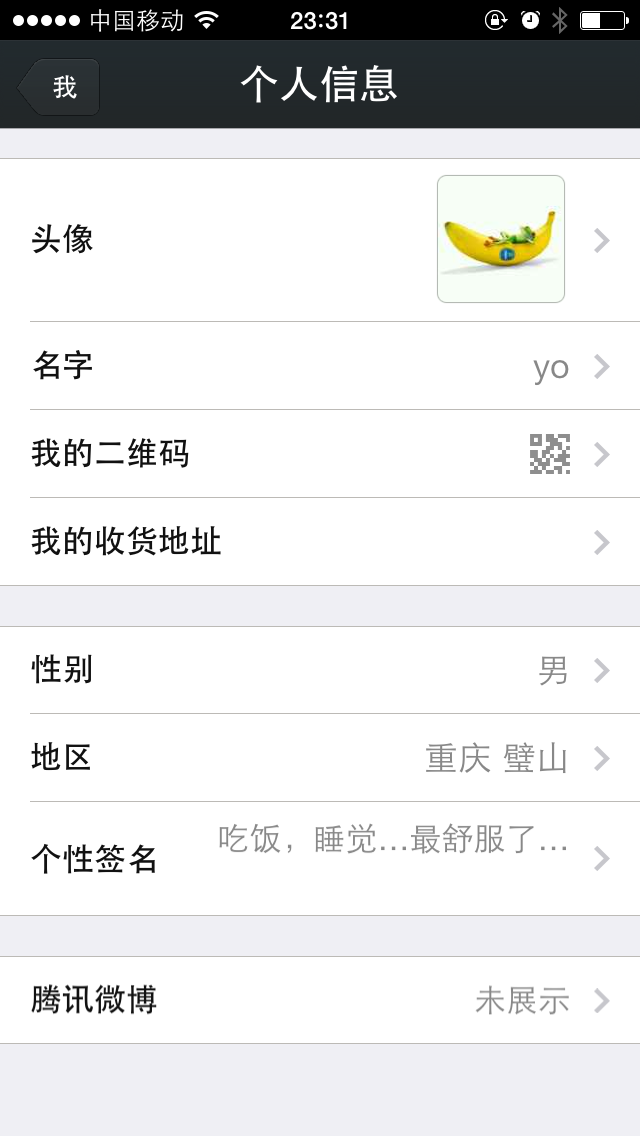 中国移动 23:31
我 个人信息
头像
名字 yo
我的二维码
我的收货地址
性别 男
地区 重庆 璧山
个性签名 吃饭，睡觉...最舒服了...
腾讯微博 未展示